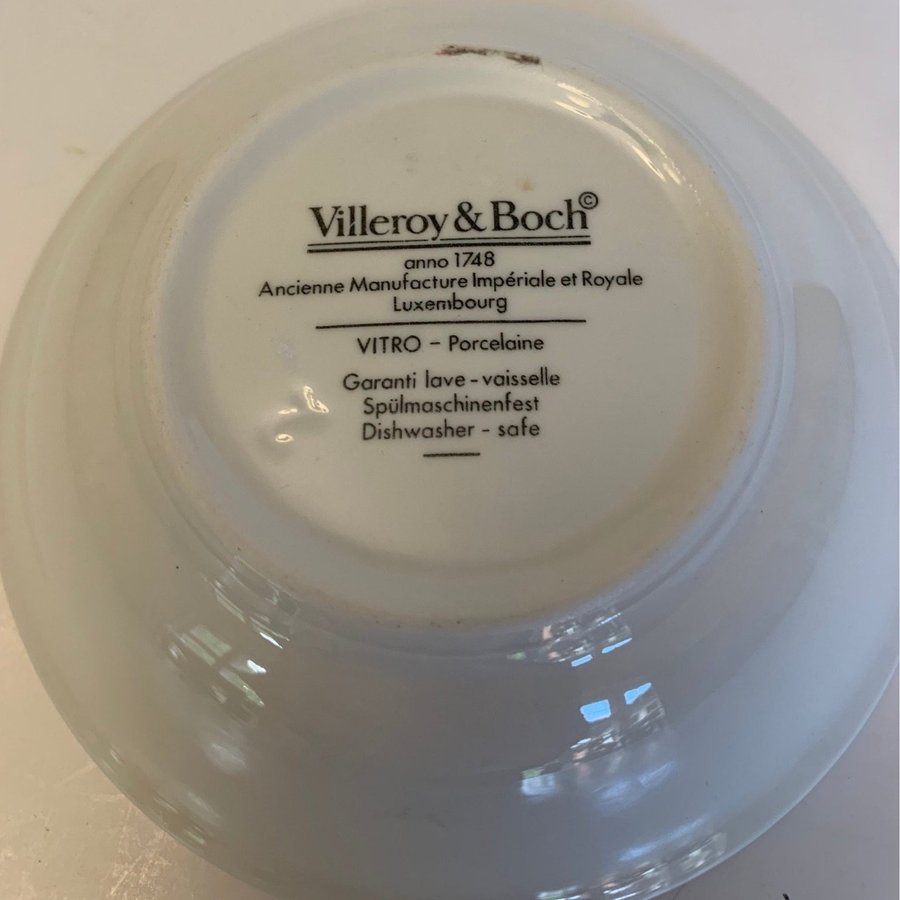 Villeroy & Boch©
anno 1748
Ancienne Manufacture Impériale et Royale
Luxembourg
VITRO - Porcelaine
Garanti lave - vaisselle
Spülmaschinenfest
Dishwasher - safe